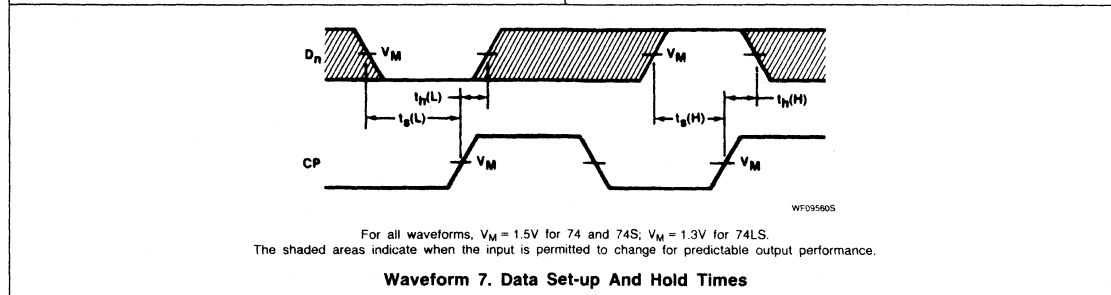 Dn
VM
VM
th(L)
th(H)
ts(L)
ts(H)
CP
VM
VM
WF09560S
For all waveforms, VM = 1.5V for 74 and 74S; VM = 1.3V for 74LS.
The shaded areas indicate when the input is permitted to change for predictable output performance.
Waveform 7. Data Set-up And Hold Times